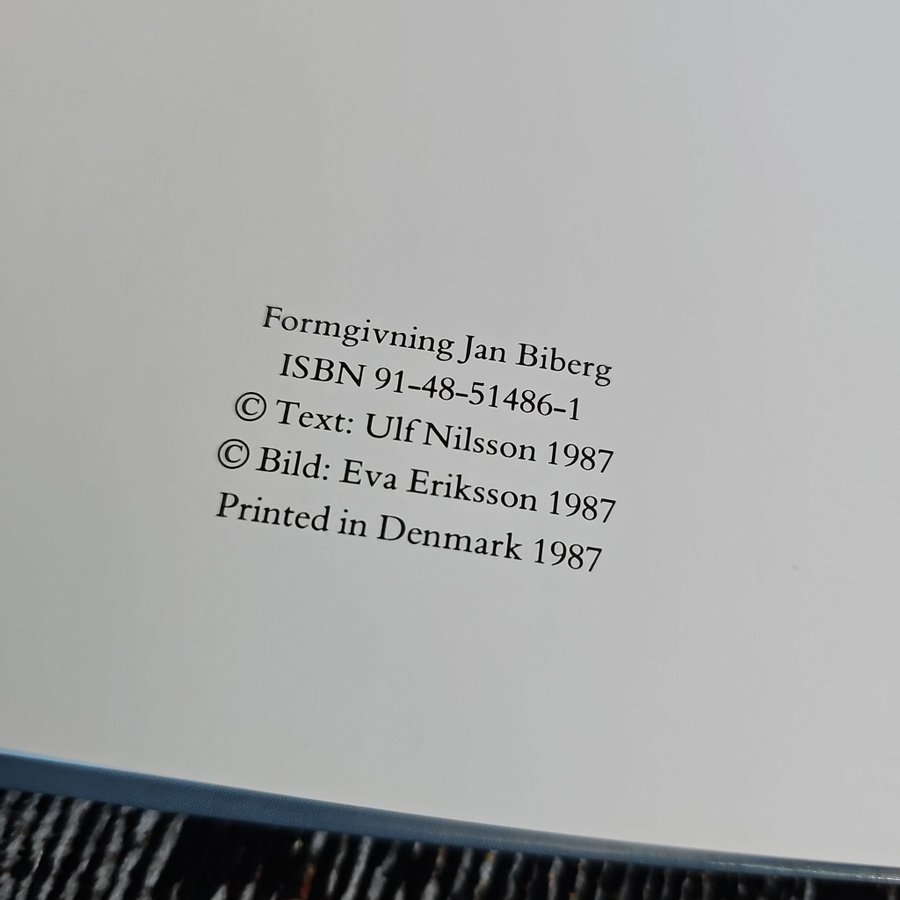 Formgivning Jan Biberg
ISBN 91-48-51486-1
© Text: Ulf Nilsson 1987
© Bild: Eva Eriksson 1987
Printed in Denmark 1987